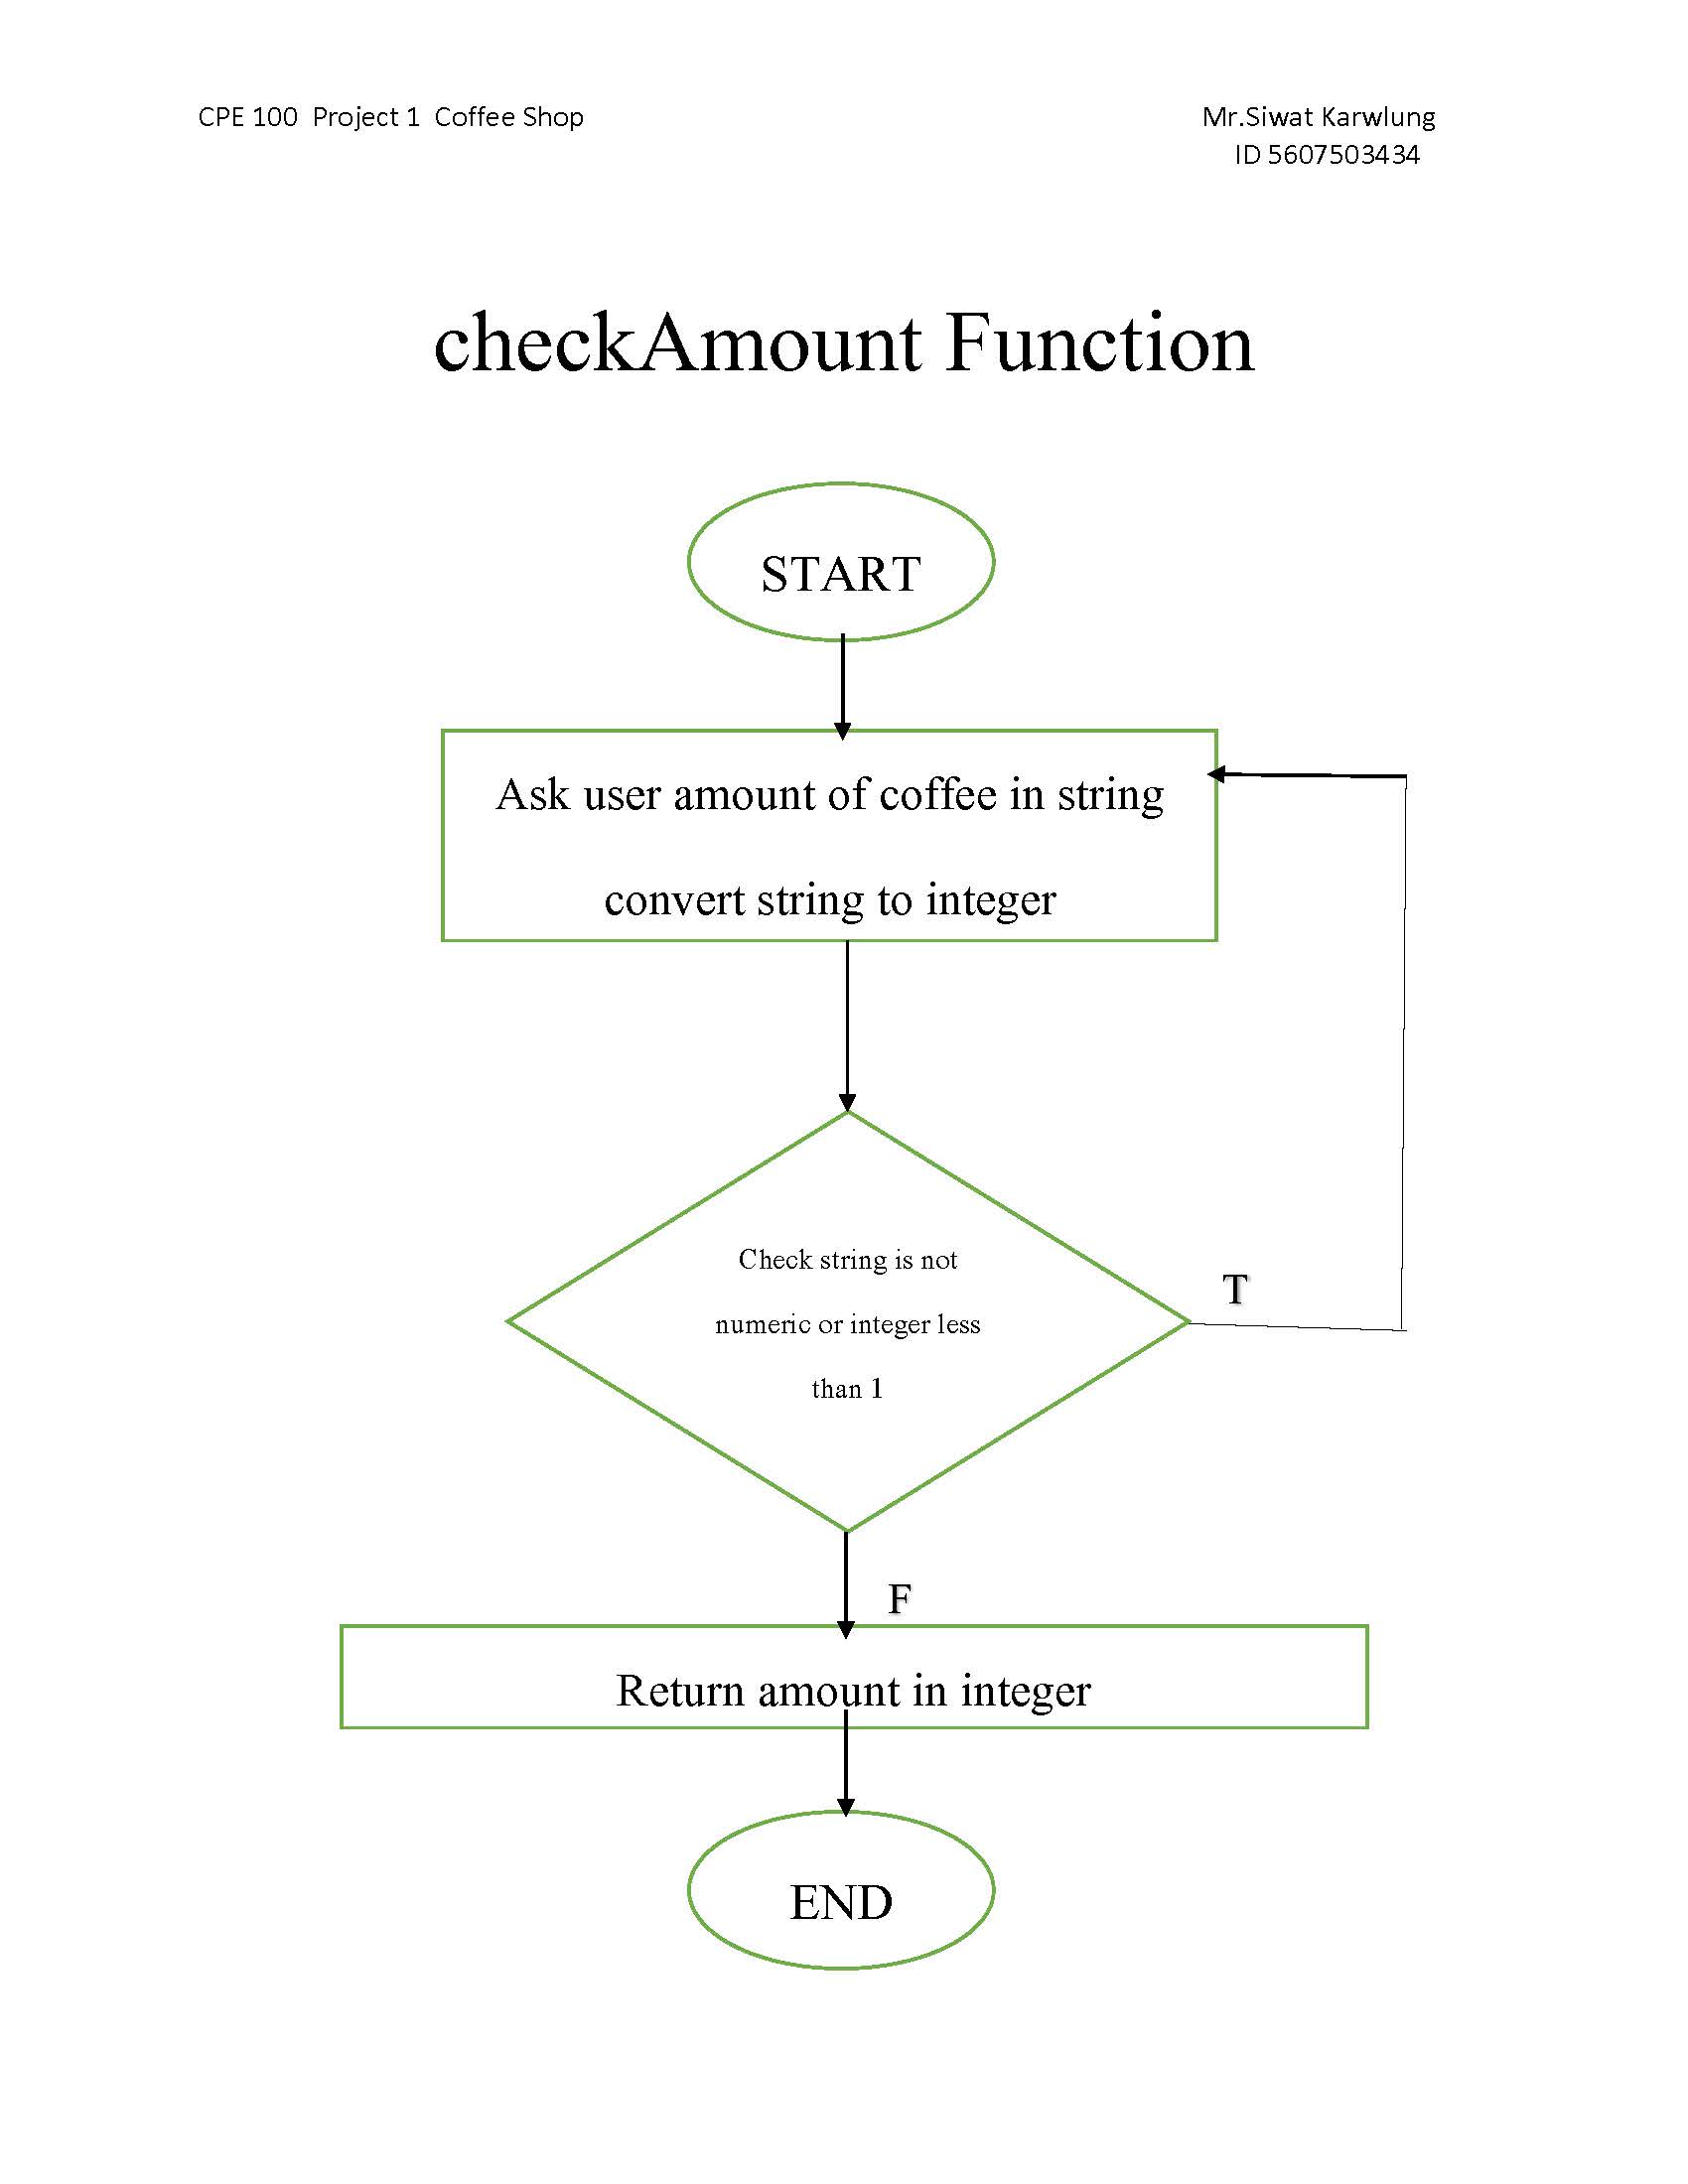 CPE 100  Project 1  Coffee Shop
Mr.Siwat Karwlung
ID 5607503434
checkAmount Function
START
Ask user amount of coffee in string
convert string to integer
Check string is not
numeric or integer less
than 1
T
F
Return amount in integer
END